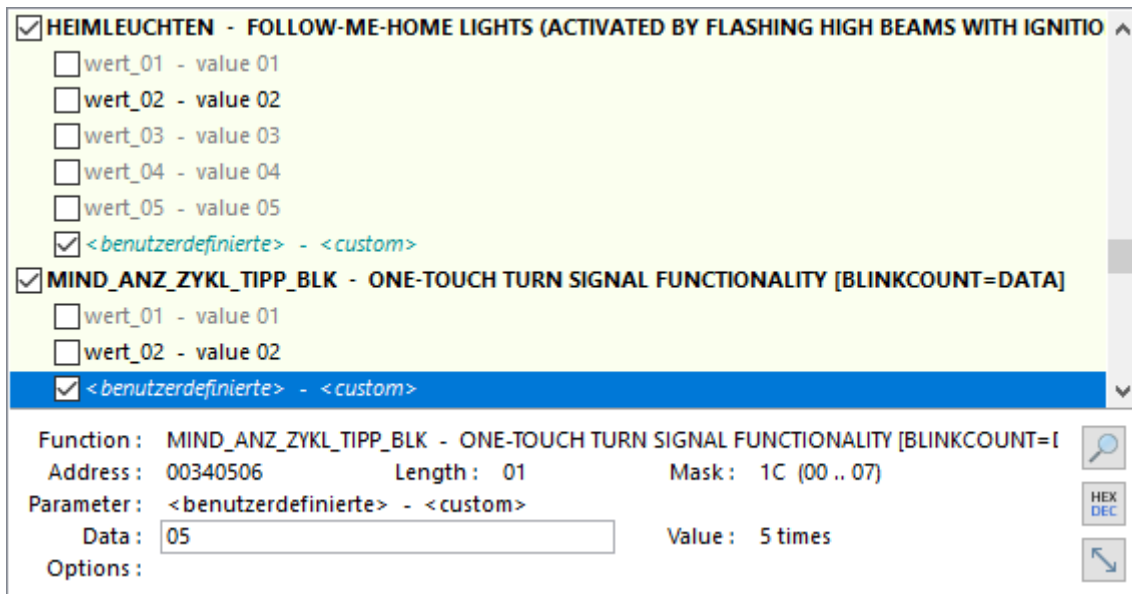 HEIMLEUCHTEN - FOLLOW-ME-HOME LIGHTS (ACTIVATED BY FLASHING HIGH BEAMS WITH IGNITIO
wert_01 - value 01
wert_02 - value 02
wert_03 - value 03
wert_04 - value 04
wert_05 - value 05
<benutzerdefinierte> - <custom>
MIND_ANZ_ZYKL_TIPP_BLK - ONE-TOUCH TURN SIGNAL FUNCTIONALITY [BLINKCOUNT=DATA]
wert_01 - value 01
wert_02 - value 02
<benutzerdefinierte> - <custom>
Function : MIND_ANZ_ZYKL_TIPP_BLK - ONE-TOUCH TURN SIGNAL FUNCTIONALITY [BLINKCOUNT=[
Address : 00340506 Length : 01 Mask : 1C (00 .. 07)
Parameter : <benutzerdefinierte> - <custom>
HEX
DEC
Data : 05 Value : 5 times
Options :